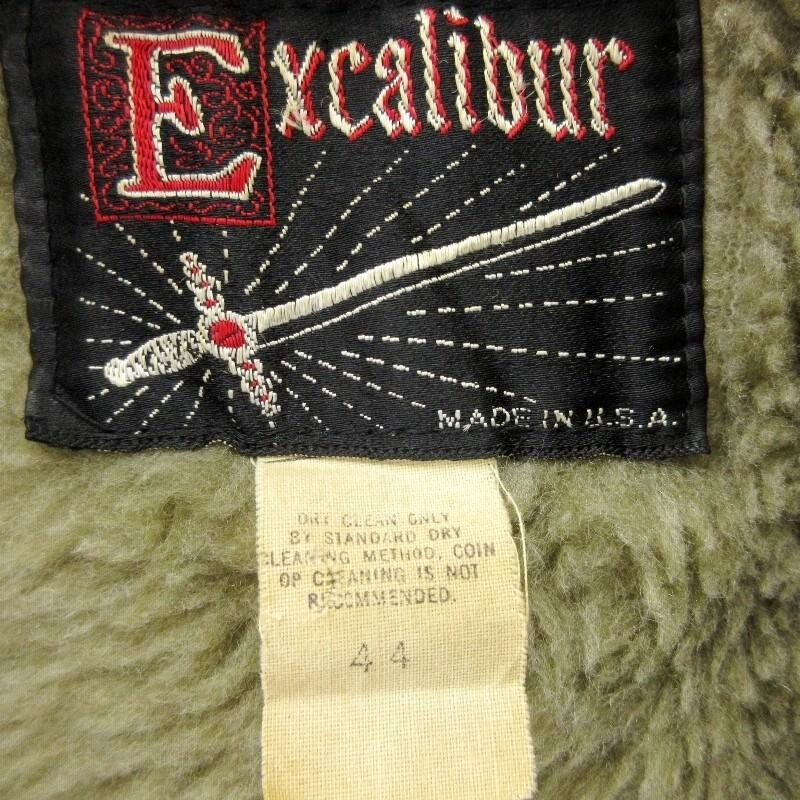 Excalibur
MADE IN U.S.A.
DRY CLEAN ONLY
BY STANDARD DRY
CLEANING METHOD. COIN
OP CLEANING IS NOT
RECOMMENDED.
44